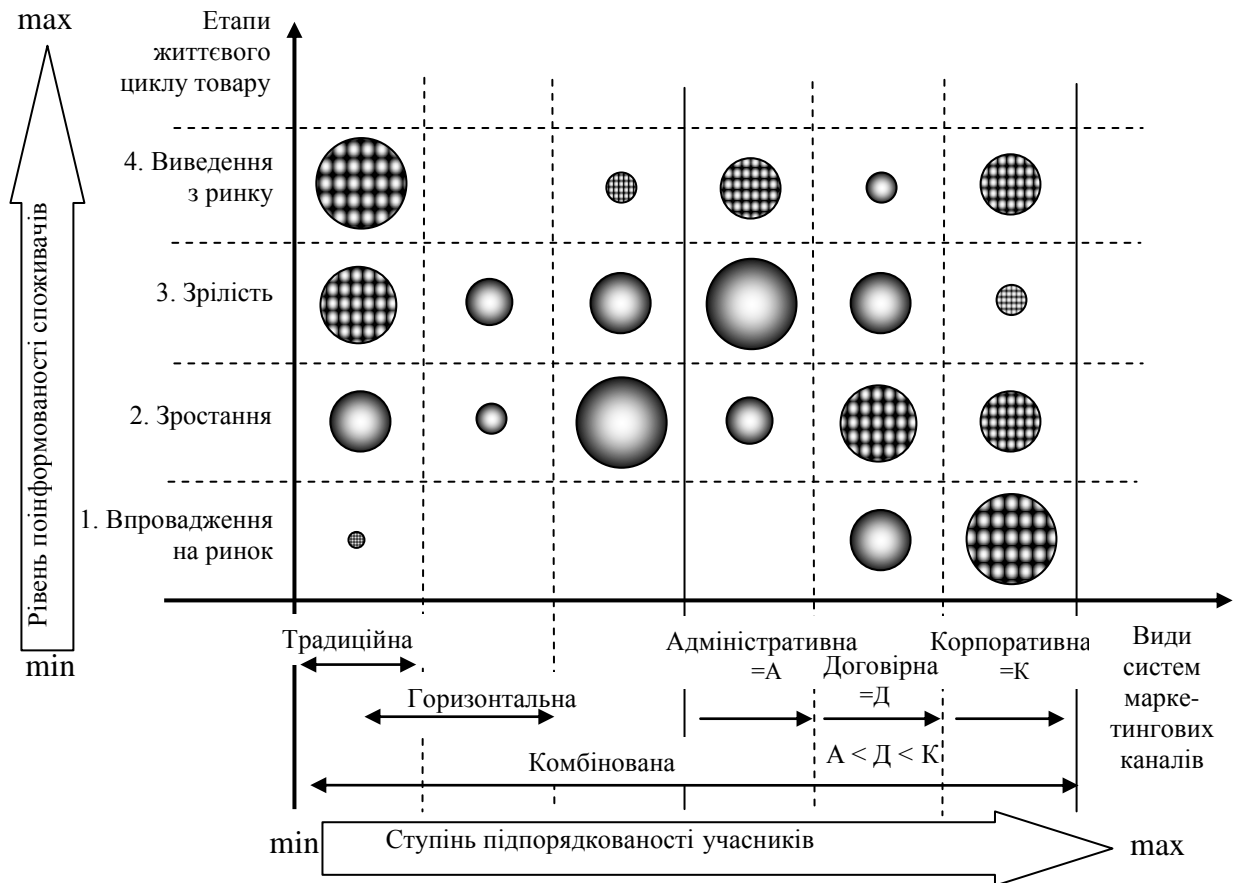 max
Етапи
життєвого
циклу товару
4. Виведення
з ринку
3. Зрілість
2. Зростання
1. Впровадження
на ринок
Рівень поінформованості споживачів
min
Традиційна
Горизонтальна
Комбінована
Адміністративна
=А
Договірна
=Д
А < Д < К
Корпоративна
=К
Види
систем
марке-
тингових
каналів
min
Ступінь підпорядкованості учасників
max